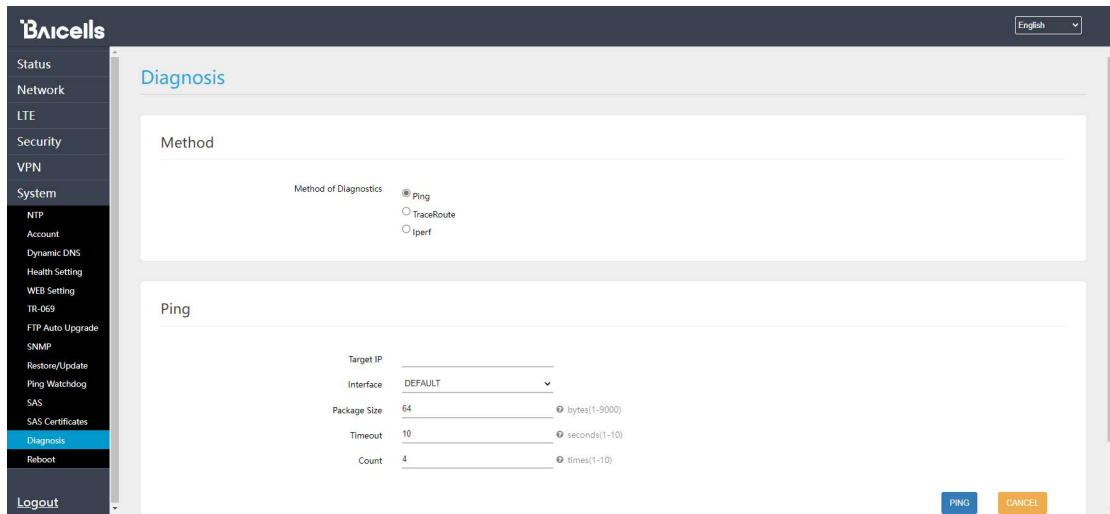 Baicells
English
Status
Network
LTE
Security
VPN
System
NTP
Account
Dynamic DNS
Health Setting
WEB Setting
TR-069
FTP Auto Upgrade
SNMP
Restore/Update
Ping Watchdog
SAS
SAS Certificates
Diagnosis
Reboot
Logout
Diagnosis
Method
Method of Diagnostics
Ping
TraceRoute
Iperf
Ping
Target IP
Interface DEFAULT
Package Size 64 bytes(1-9000)
Timeout 10 seconds(1-10)
Count 4 times(1-10)
PING CANCEL